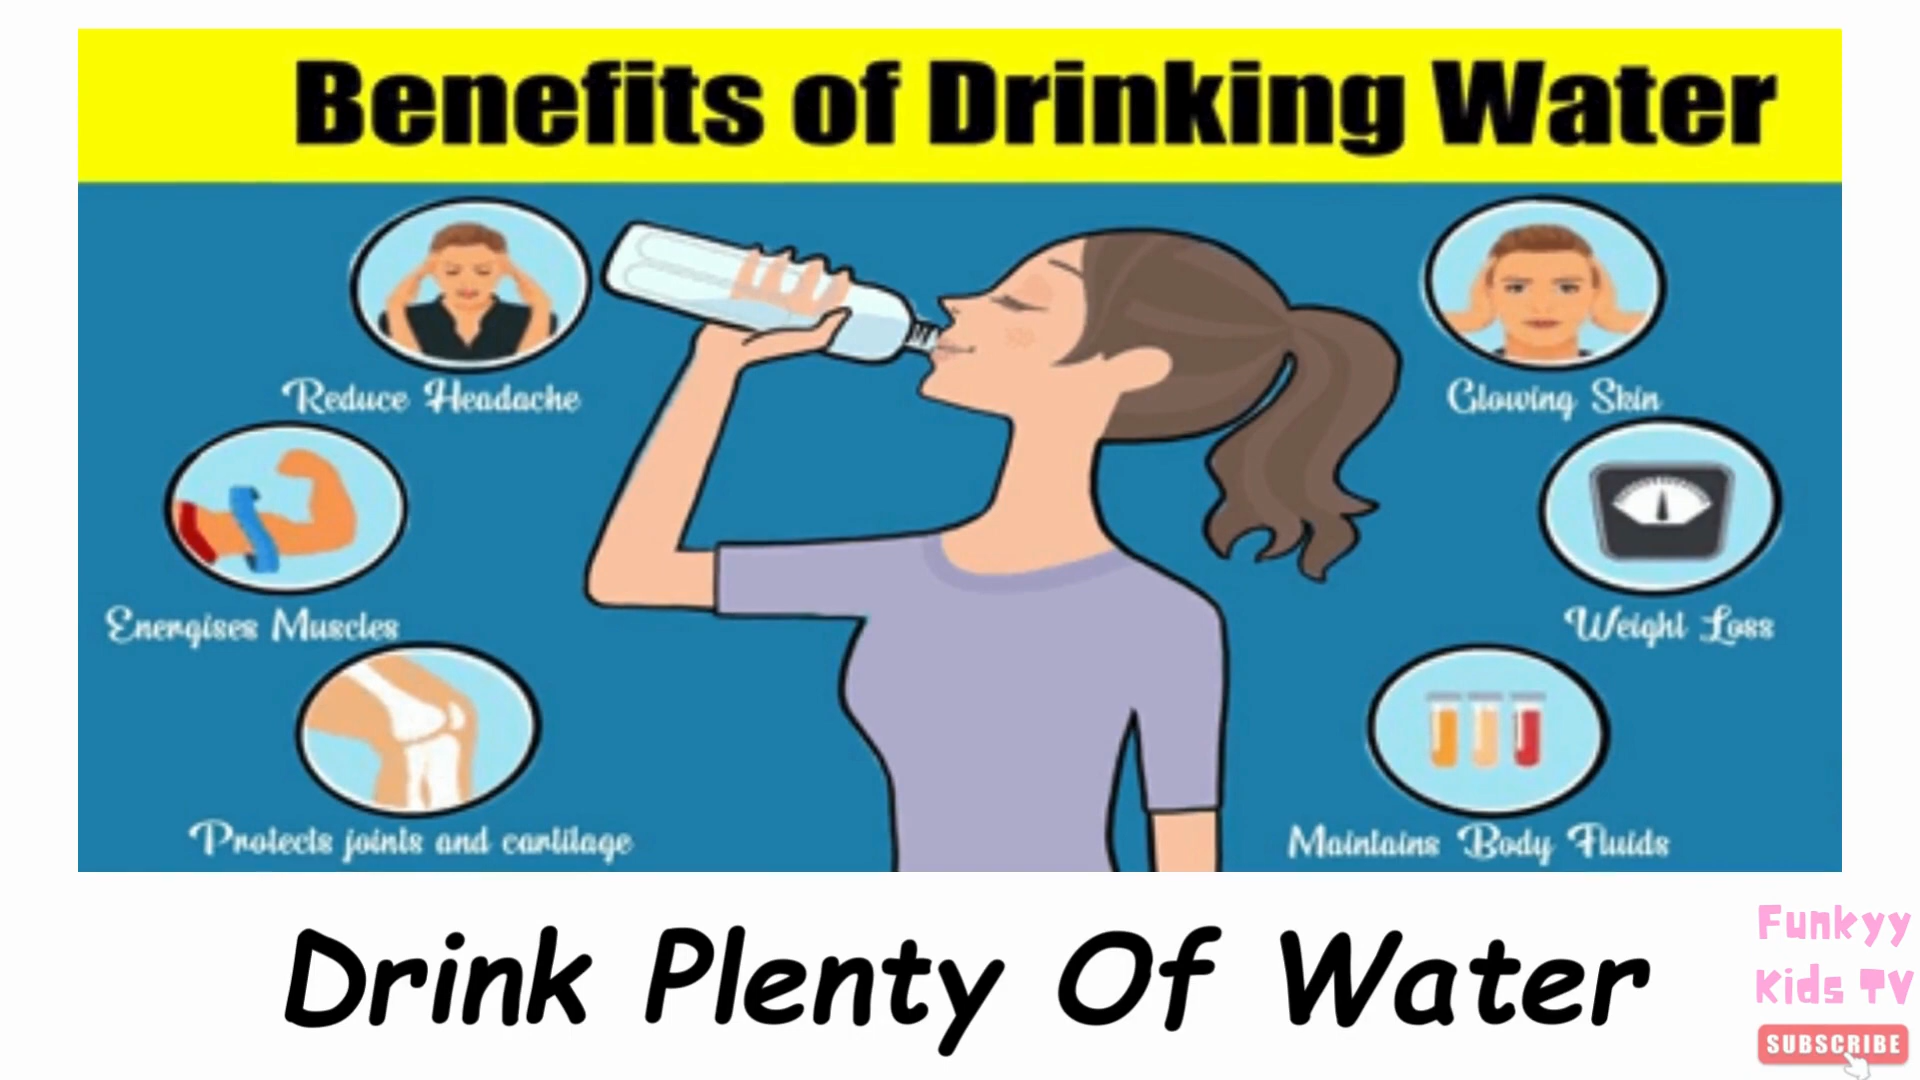 Benefits of Drinking Water
Reduce Headache
Glowing Skin
Energises Muscles
Weight Loss
Protects joints and cartilage
Maintains Body Fluids
Drink Plenty Of Water
Funkyy
Kids TV
SUBSCRIBE